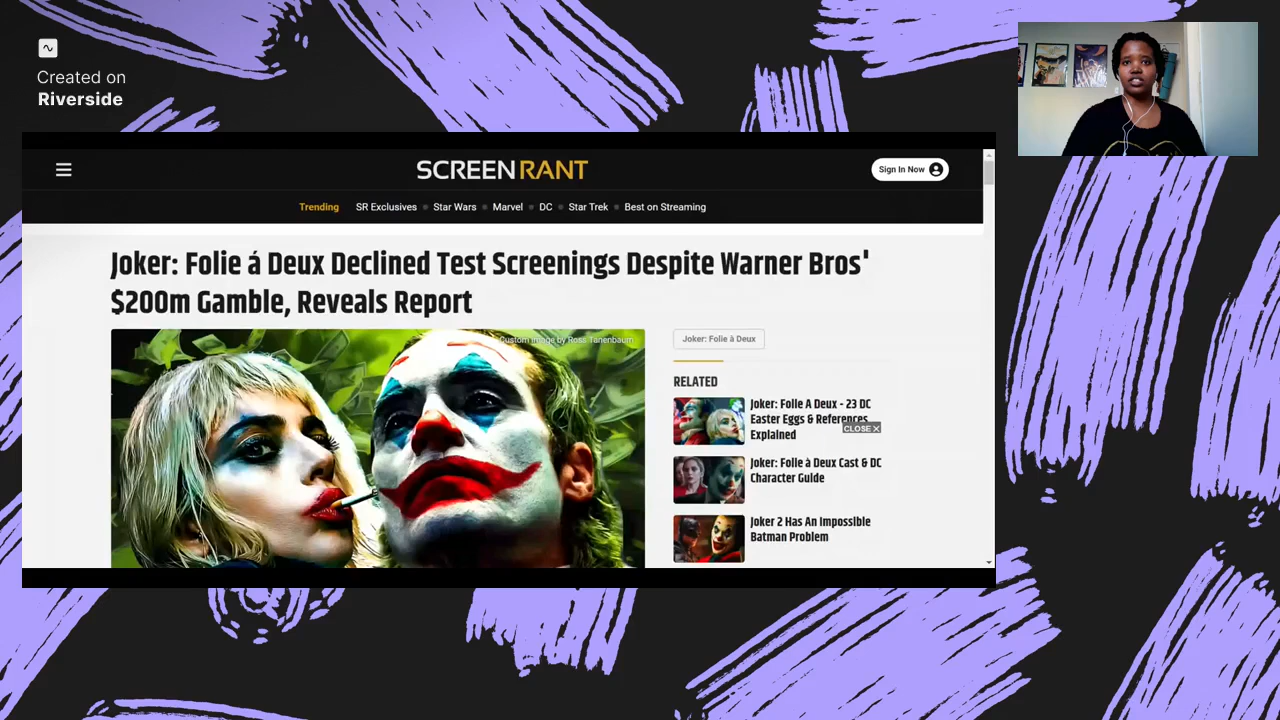 Created on
Riverside
SCREENRANT
Sign In Now
Trending SR Exclusives Star Wars Marvel DC Star Trek Best on Streaming
Joker: Folie á Deux Declined Test Screenings Despite Warner Bros'
$200m Gamble, Reveals Report
Custom image by Ross Tanenbaum
Joker: Folie à Deux
RELATED
Joker: Folie A Deux - 23 DC
Easter Eggs & References
Explained
CLOSE X
Joker: Folie à Deux Cast & DC
Character Guide
Joker 2 Has An Impossible
Batman Problem